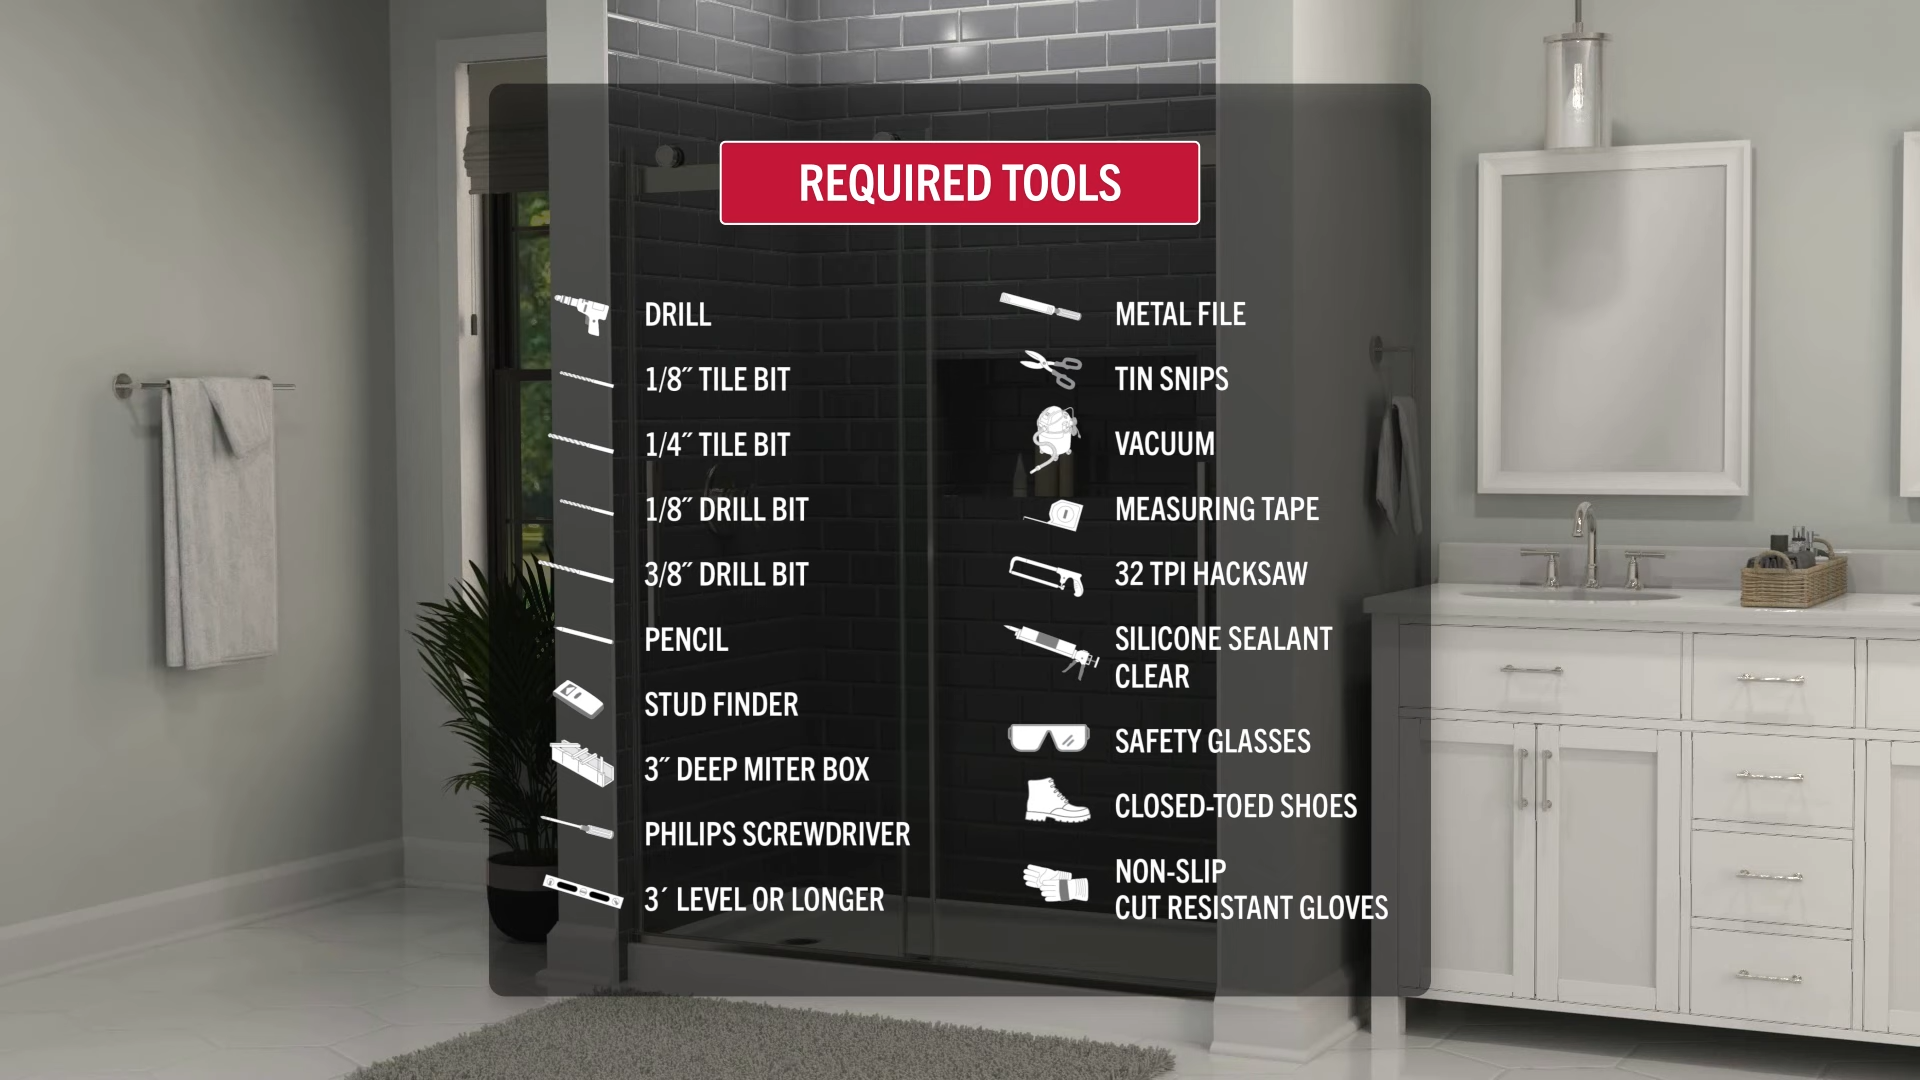 REQUIRED TOOLS
DRILL
1/8˝ TILE BIT
1/4˝ TILE BIT
1/8˝ DRILL BIT
3/8˝ DRILL BIT
PENCIL
STUD FINDER
3˝ DEEP MITER BOX
PHILIPS SCREWDRIVER
3´ LEVEL OR LONGER
METAL FILE
TIN SNIPS
VACUUM
MEASURING TAPE
32 TPI HACKSAW
SILICONE SEALANT
CLEAR
SAFETY GLASSES
CLOSED-TOED SHOES
NON-SLIP
CUT RESISTANT GLOVES